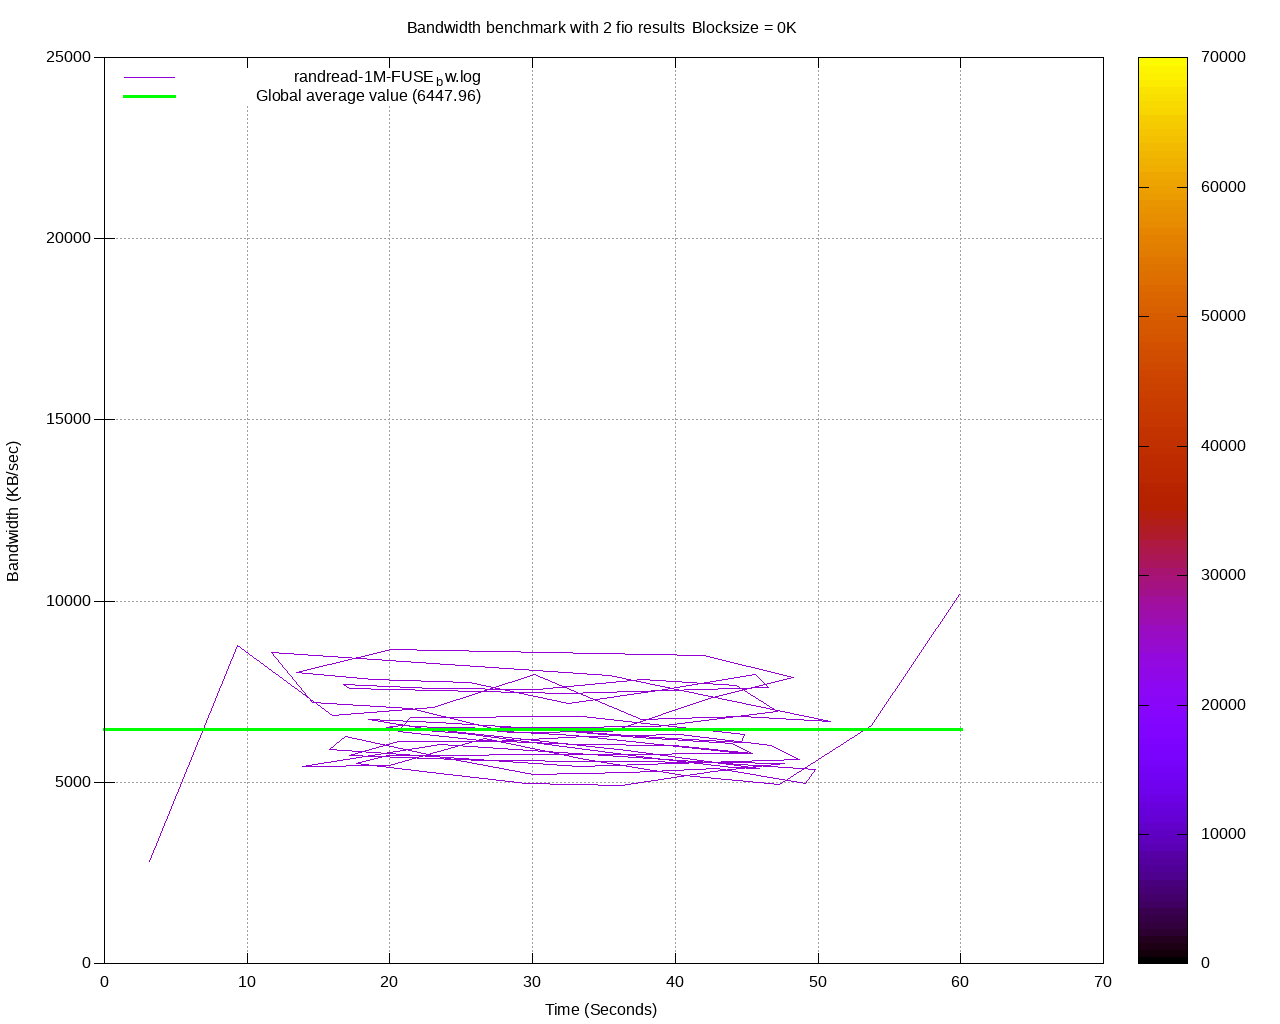 Bandwidth benchmark with 2 fio results Blocksize = 0K
randread-1M-FUSE_bw.log
Global average value (6447.96)
Bandwidth (KB/sec)
25000
20000
15000
10000
5000
0
0 10 20 30 40 50 60 70
Time (Seconds)
70000
60000
50000
40000
30000
20000
10000
0